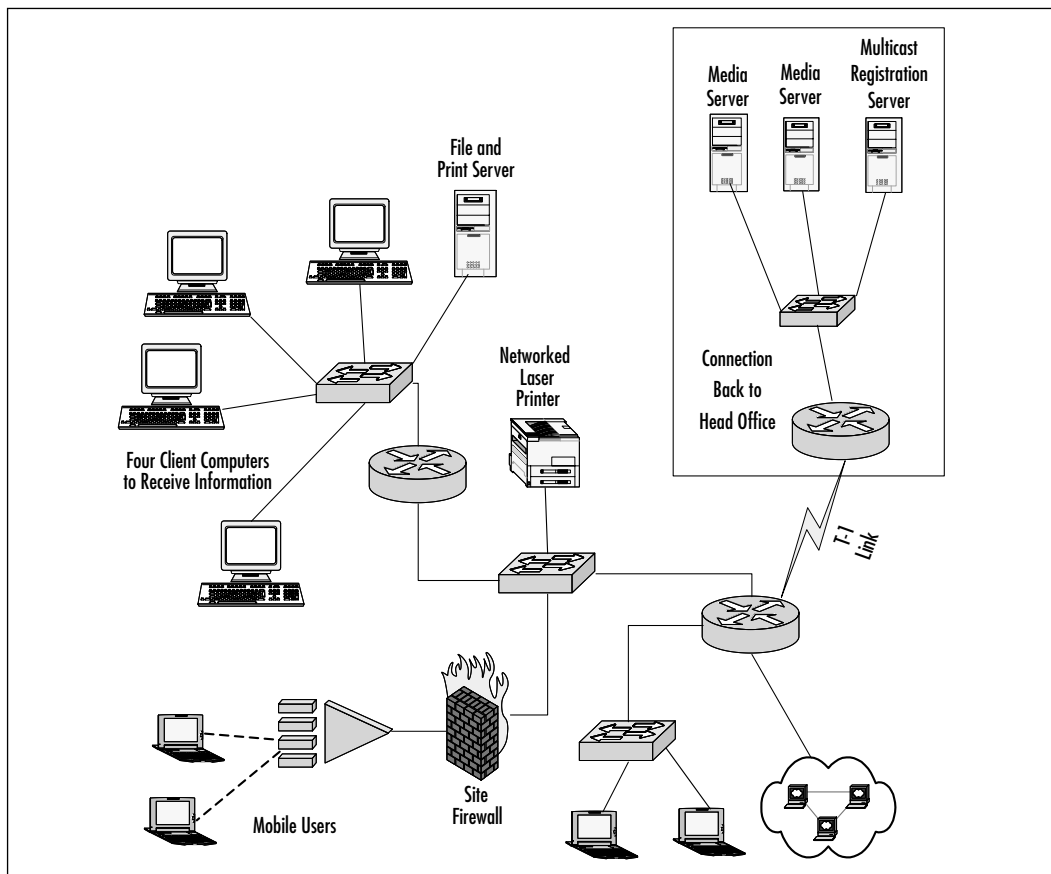 Media
Server
Media
Server
Multicast
Registration
Server
File and
Print Server
Networked
Laser
Printer
Connection
Back to
Head Office
Four Client Computers
to Receive Information
T-1
Link
Site
Firewall
Mobile Users